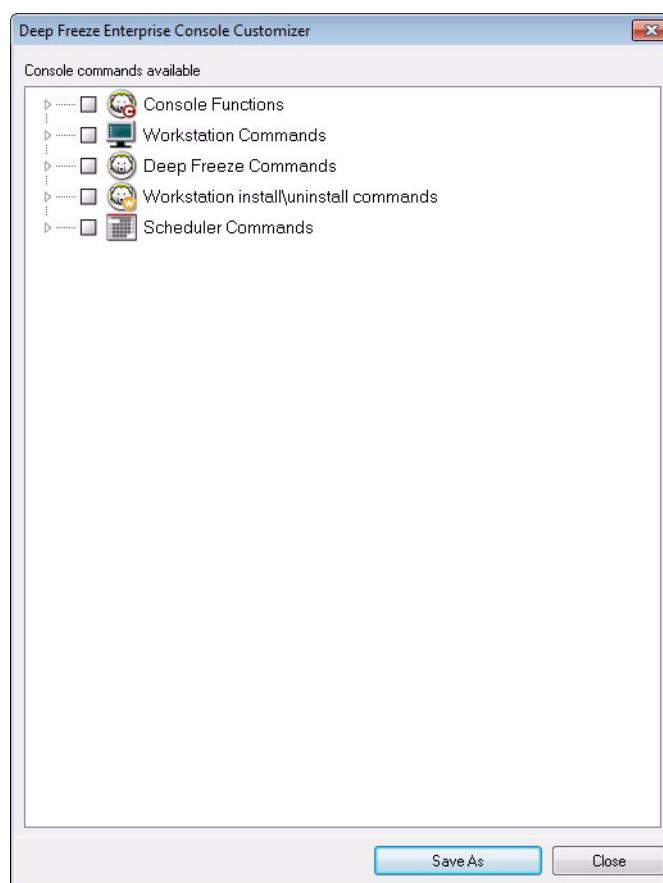 Deep Freeze Enterprise Console Customizer
Console commands available
Console Functions
Workstation Commands
Deep Freeze Commands
Workstation install\uninstall commands
Scheduler Commands
Save As
Close